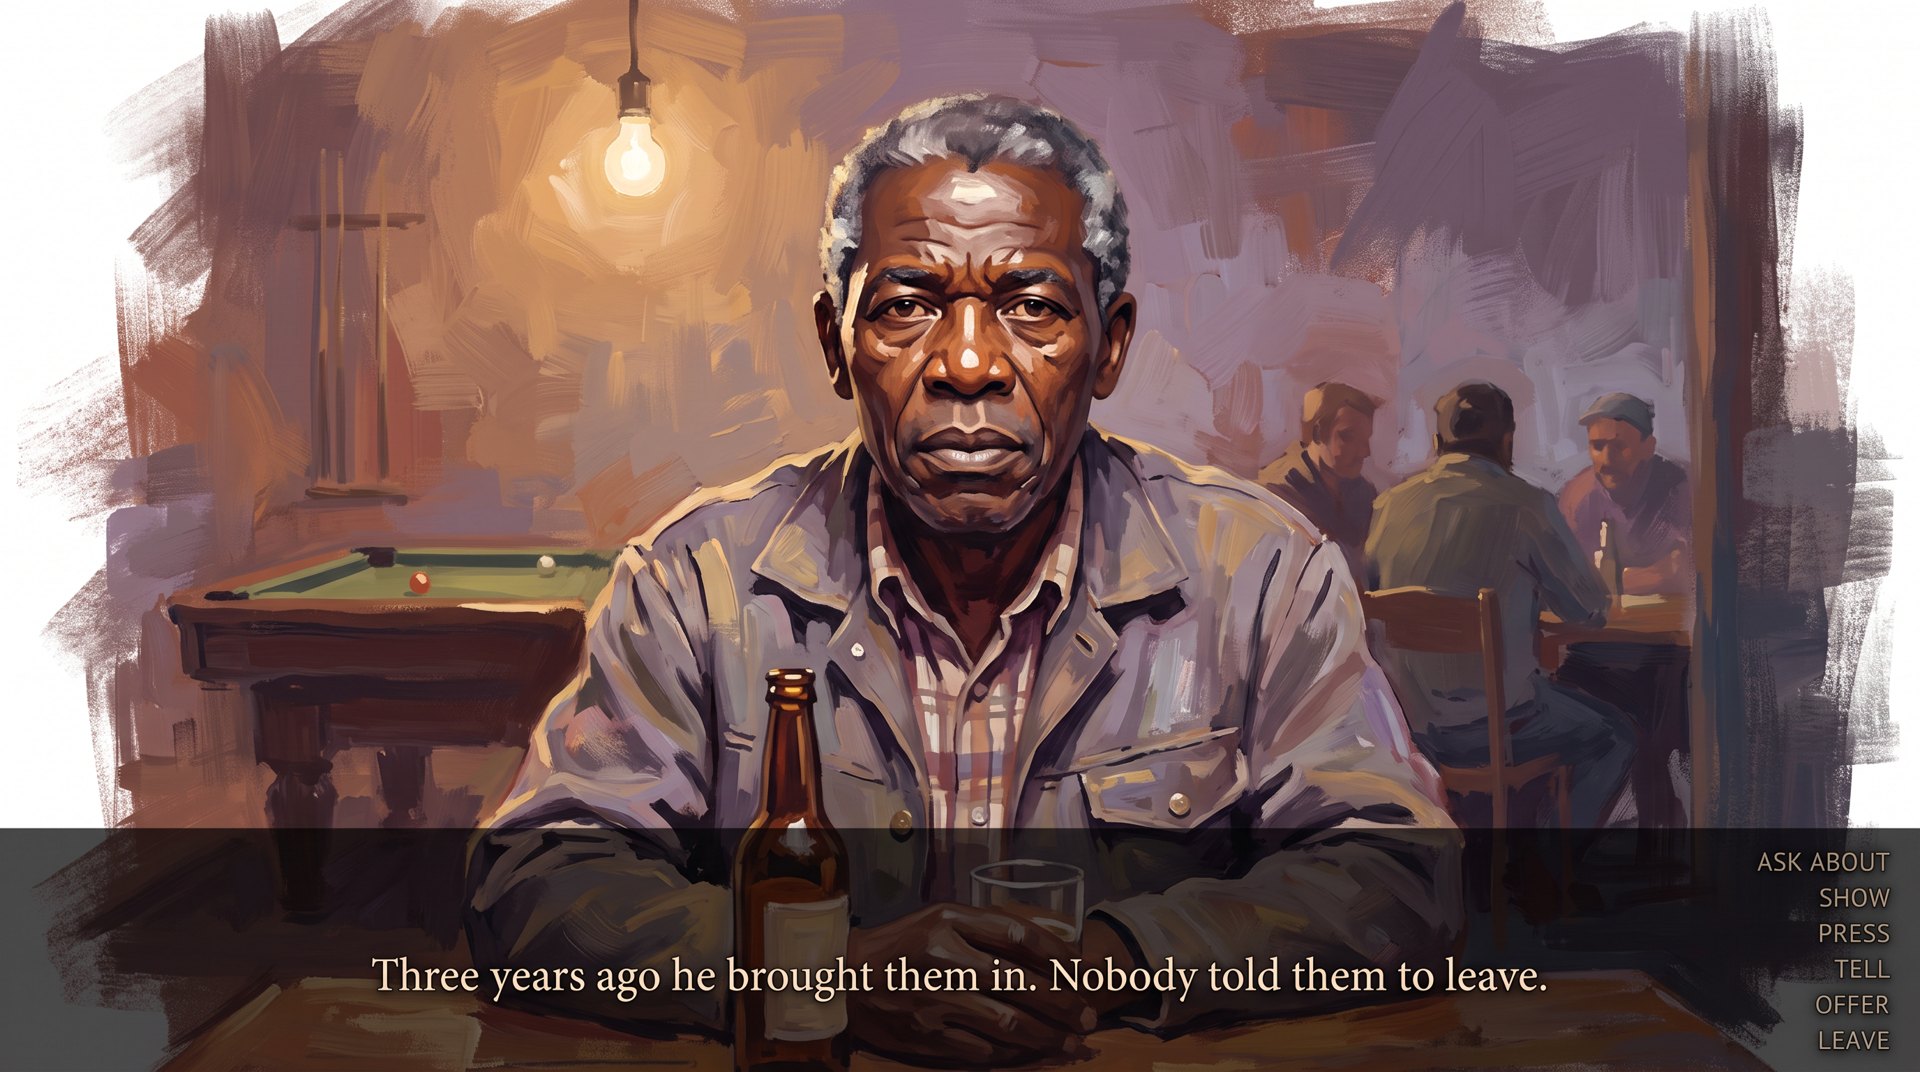 Three years ago he brought them in. Nobody told them to leave.
ASK ABOUT
SHOW
PRESS
TELL
OFFER
LEAVE